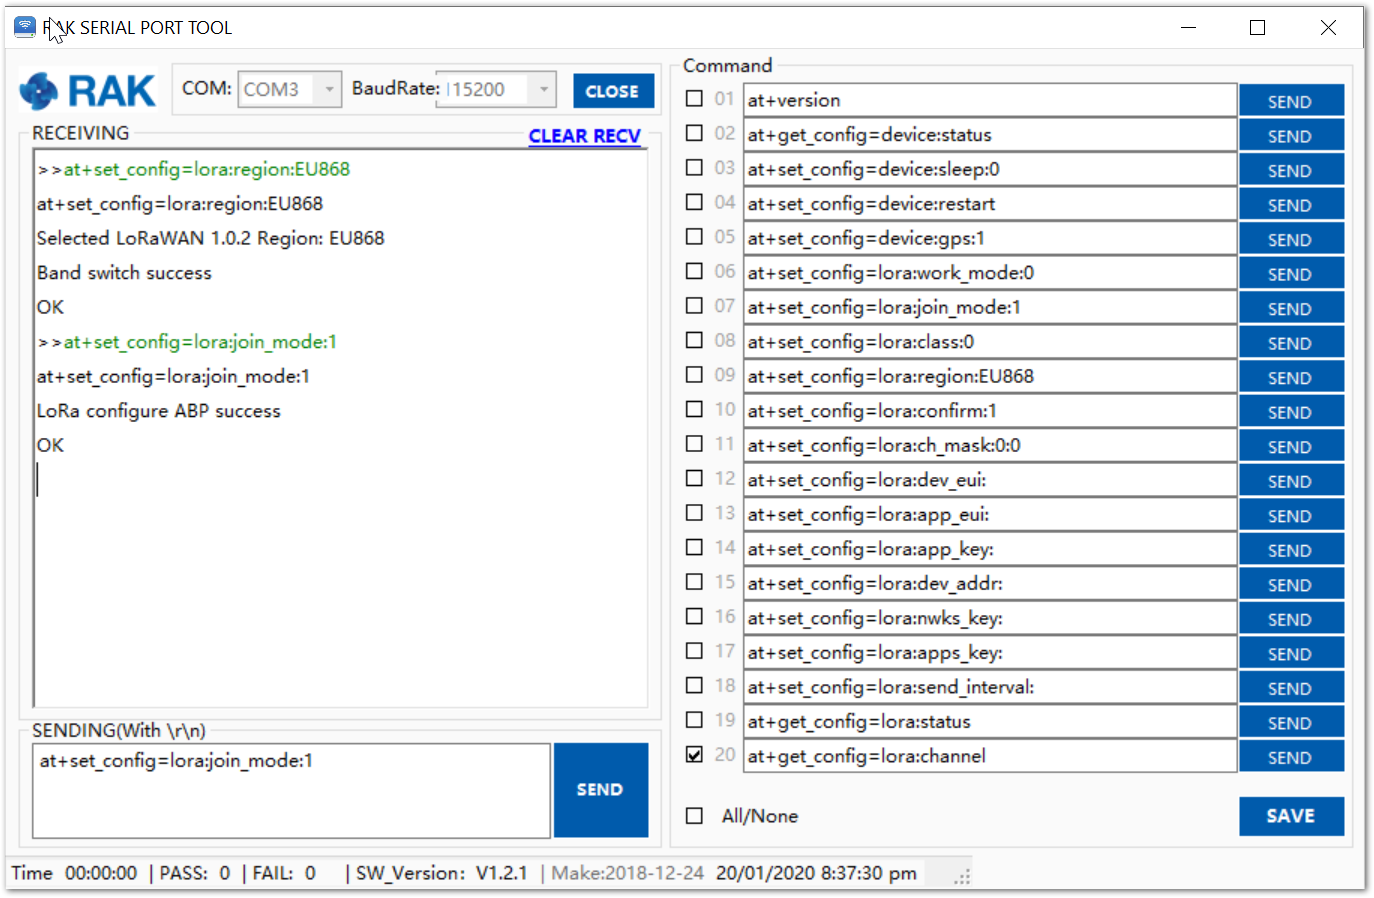 RAK SERIAL PORT TOOL
RAK
COM: COM3 BaudRate: 115200 CLOSE
RECEIVING CLEAR RECV
>>at+set_config=lora:region:EU868
at+set_config=lora:region:EU868
Selected LoRaWAN 1.0.2 Region: EU868
Band switch success
OK
>>at+set_config=lora:join_mode:1
at+set_config=lora:join_mode:1
LoRa configure ABP success
OK
SENDING(With \r\n)
at+set_config=lora:join_mode:1
SEND
Command
01 at+version SEND
02 at+get_config=device:status SEND
03 at+set_config=device:sleep:0 SEND
04 at+set_config=device:restart SEND
05 at+set_config=device:gps:1 SEND
06 at+set_config=lora:work_mode:0 SEND
07 at+set_config=lora:join_mode:1 SEND
08 at+set_config=lora:class:0 SEND
09 at+set_config=lora:region:EU868 SEND
10 at+set_config=lora:confirm:1 SEND
11 at+set_config=lora:ch_mask:0:0 SEND
12 at+set_config=lora:dev_eui: SEND
13 at+set_config=lora:app_eui: SEND
14 at+set_config=lora:app_key: SEND
15 at+set_config=lora:dev_addr: SEND
16 at+set_config=lora:nwks_key: SEND
17 at+set_config=lora:apps_key: SEND
18 at+set_config=lora:send_interval: SEND
19 at+get_config=lora:status SEND
20 at+get_config=lora:channel SEND
All/None SAVE
Time 00:00:00 | PASS: 0 | FAIL: 0 | SW_Version: V1.2.1 | Make:2018-12-24 20/01/2020 8:37:30 pm